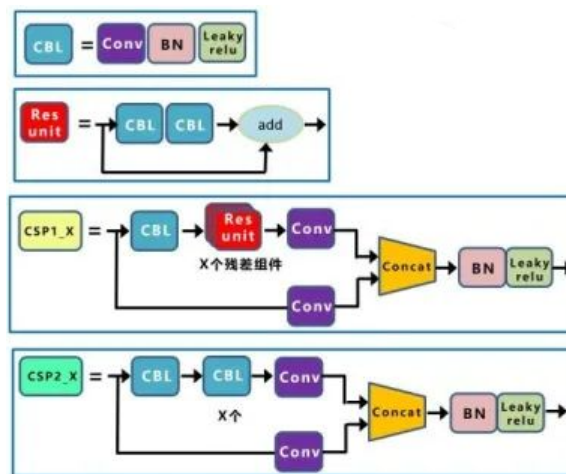 CBL = Conv BN Leaky relu
Res unit = CBL CBL add
CSP1_X = CBL Res unit Conv
X个残差组件
Concat BN Leaky relu
Conv
CSP2_X = CBL CBL Conv
X个
Concat BN Leaky relu
Conv